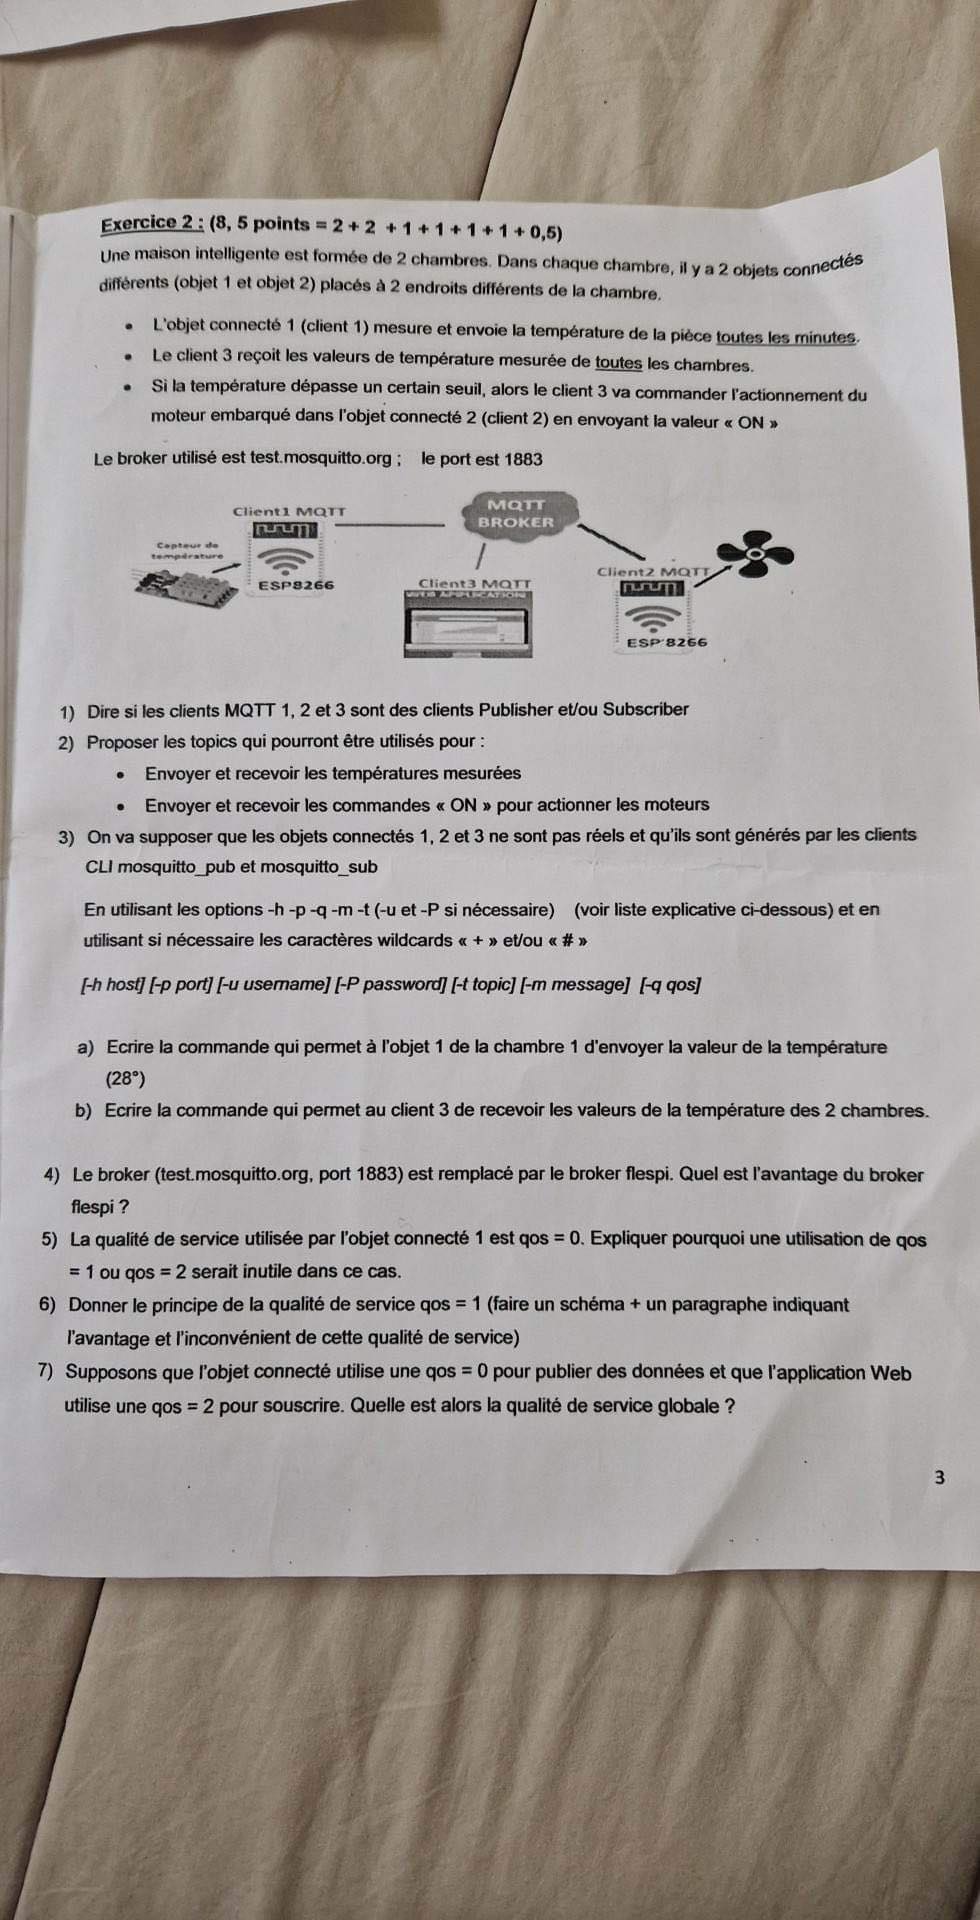 Exercice 2 : (8, 5 points = 2 + 2 + 1 + 1 + 1 + 1 + 0,5)
Une maison intelligente est formée de 2 chambres. Dans chaque chambre, il y a 2 objets connectés
différents (objet 1 et objet 2) placés à 2 endroits différents de la chambre.
• L'objet connecté 1 (client 1) mesure et envoie la température de la pièce toutes les minutes.
• Le client 3 reçoit les valeurs de température mesurée de toutes les chambres.
• Si la température dépasse un certain seuil, alors le client 3 va commander l'actionnement du
moteur embarqué dans l'objet connecté 2 (client 2) en envoyant la valeur « ON »
Le broker utilisé est test.mosquitto.org ; le port est 1883
Client1 MQTT
MQTT
BROKER
Capteur de
température
ESP8266
Client3 MQTT
WEB APPLICATION
Client2 MQTT
ESP 8266
1) Dire si les clients MQTT 1, 2 et 3 sont des clients Publisher et/ou Subscriber
2) Proposer les topics qui pourront être utilisés pour :
• Envoyer et recevoir les températures mesurées
• Envoyer et recevoir les commandes « ON » pour actionner les moteurs
3) On va supposer que les objets connectés 1, 2 et 3 ne sont pas réels et qu'ils sont générés par les clients
CLI mosquitto_pub et mosquitto_sub
En utilisant les options -h -p -q -m -t (-u et -P si nécessaire) (voir liste explicative ci-dessous) et en
utilisant si nécessaire les caractères wildcards « + » et/ou « # »
[-h host] [-p port] [-u username] [-P password] [-t topic] [-m message] [-q qos]
a) Ecrire la commande qui permet à l'objet 1 de la chambre 1 d'envoyer la valeur de la température
(28°)
b) Ecrire la commande qui permet au client 3 de recevoir les valeurs de la température des 2 chambres.
4) Le broker (test.mosquitto.org, port 1883) est remplacé par le broker flespi. Quel est l'avantage du broker
flespi ?
5) La qualité de service utilisée par l'objet connecté 1 est qos = 0. Expliquer pourquoi une utilisation de qos
= 1 ou qos = 2 serait inutile dans ce cas.
6) Donner le principe de la qualité de service qos = 1 (faire un schéma + un paragraphe indiquant
l'avantage et l'inconvénient de cette qualité de service)
7) Supposons que l'objet connecté utilise une qos = 0 pour publier des données et que l'application Web
utilise une qos = 2 pour souscrire. Quelle est alors la qualité de service globale ?
3